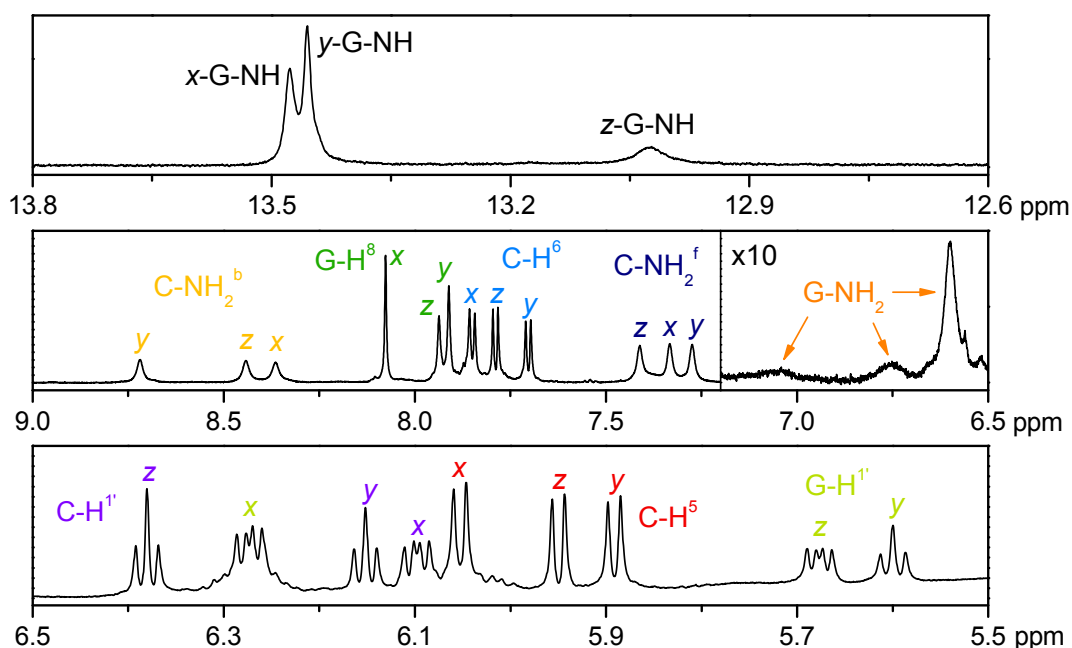 x-G-NH
y-G-NH
z-G-NH
13.8 13.5 13.2 12.9 12.6 ppm
C-NH₂ᵇ
y z x
G-H⁸ x
z y
C-H⁶
x z y
C-NH₂ᶠ
z x y
x10
G-NH₂
9.0 8.5 8.0 7.5 7.0 6.5 ppm
C-H¹'
z
x
y
x
x
z
y
C-H⁵
G-H¹'
z
y
6.5 6.3 6.1 5.9 5.7 5.5 ppm